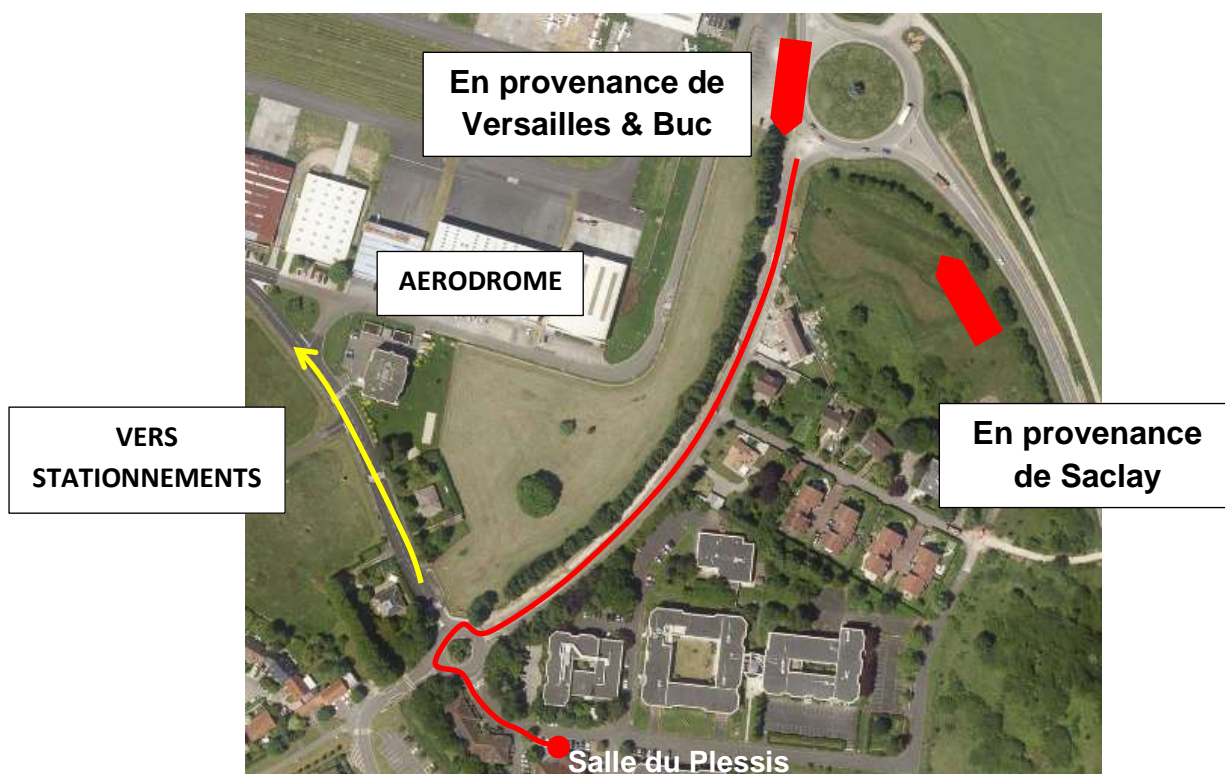 En provenance de
Versailles & Buc
AERODROME
VERS
STATIONNEMENTS
En provenance
de Saclay
Salle du Plessis